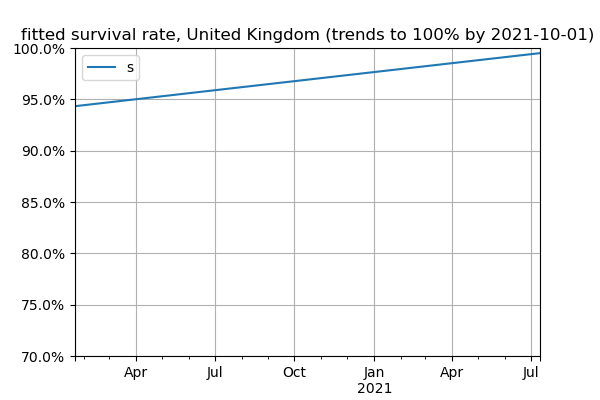 fitted survival rate, United Kingdom (trends to 100% by 2021-10-01)
100.0%
s
95.0%
90.0%
85.0%
80.0%
75.0%
70.0%
Apr Jul Oct Jan Apr Jul
2021